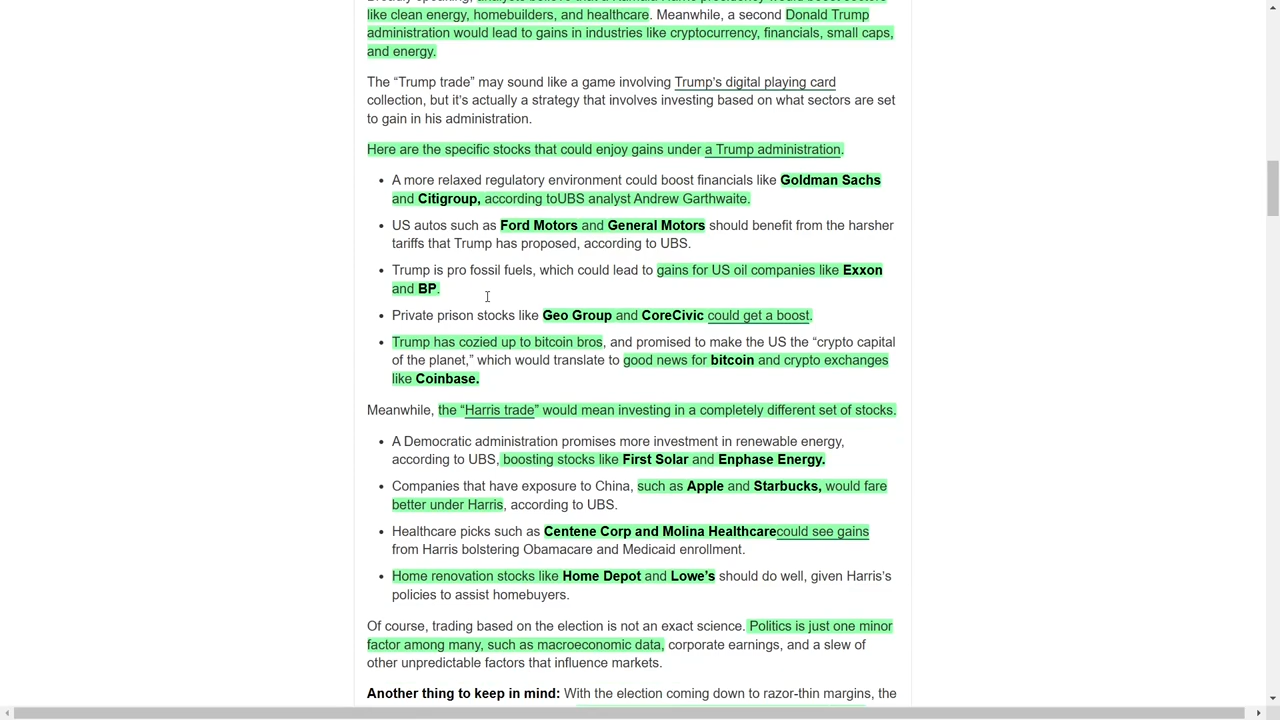 like clean energy, homebuilders, and healthcare. Meanwhile, a second Donald Trump
administration would lead to gains in industries like cryptocurrency, financials, small caps,
and energy.
The “Trump trade” may sound like a game involving Trump's digital playing card
collection, but it's actually a strategy that involves investing based on what sectors are set
to gain in his administration.
Here are the specific stocks that could enjoy gains under a Trump administration.
• A more relaxed regulatory environment could boost financials like Goldman Sachs
and Citigroup, according toUBS analyst Andrew Garthwaite.
• US autos such as Ford Motors and General Motors should benefit from the harsher
tariffs that Trump has proposed, according to UBS.
• Trump is pro fossil fuels, which could lead to gains for US oil companies like Exxon
and BP.
• Private prison stocks like Geo Group and CoreCivic could get a boost.
• Trump has cozied up to bitcoin bros, and promised to make the US the “crypto capital
of the planet,” which would translate to good news for bitcoin and crypto exchanges
like Coinbase.
Meanwhile, the “Harris trade” would mean investing in a completely different set of stocks.
• A Democratic administration promises more investment in renewable energy,
according to UBS, boosting stocks like First Solar and Enphase Energy.
• Companies that have exposure to China, such as Apple and Starbucks, would fare
better under Harris, according to UBS.
• Healthcare picks such as Centene Corp and Molina Healthcarecould see gains
from Harris bolstering Obamacare and Medicaid enrollment.
• Home renovation stocks like Home Depot and Lowe's should do well, given Harris's
policies to assist homebuyers.
Of course, trading based on the election is not an exact science. Politics is just one minor
factor among many, such as macroeconomic data, corporate earnings, and a slew of
other unpredictable factors that influence markets.
Another thing to keep in mind: With the election coming down to razor-thin margins, the